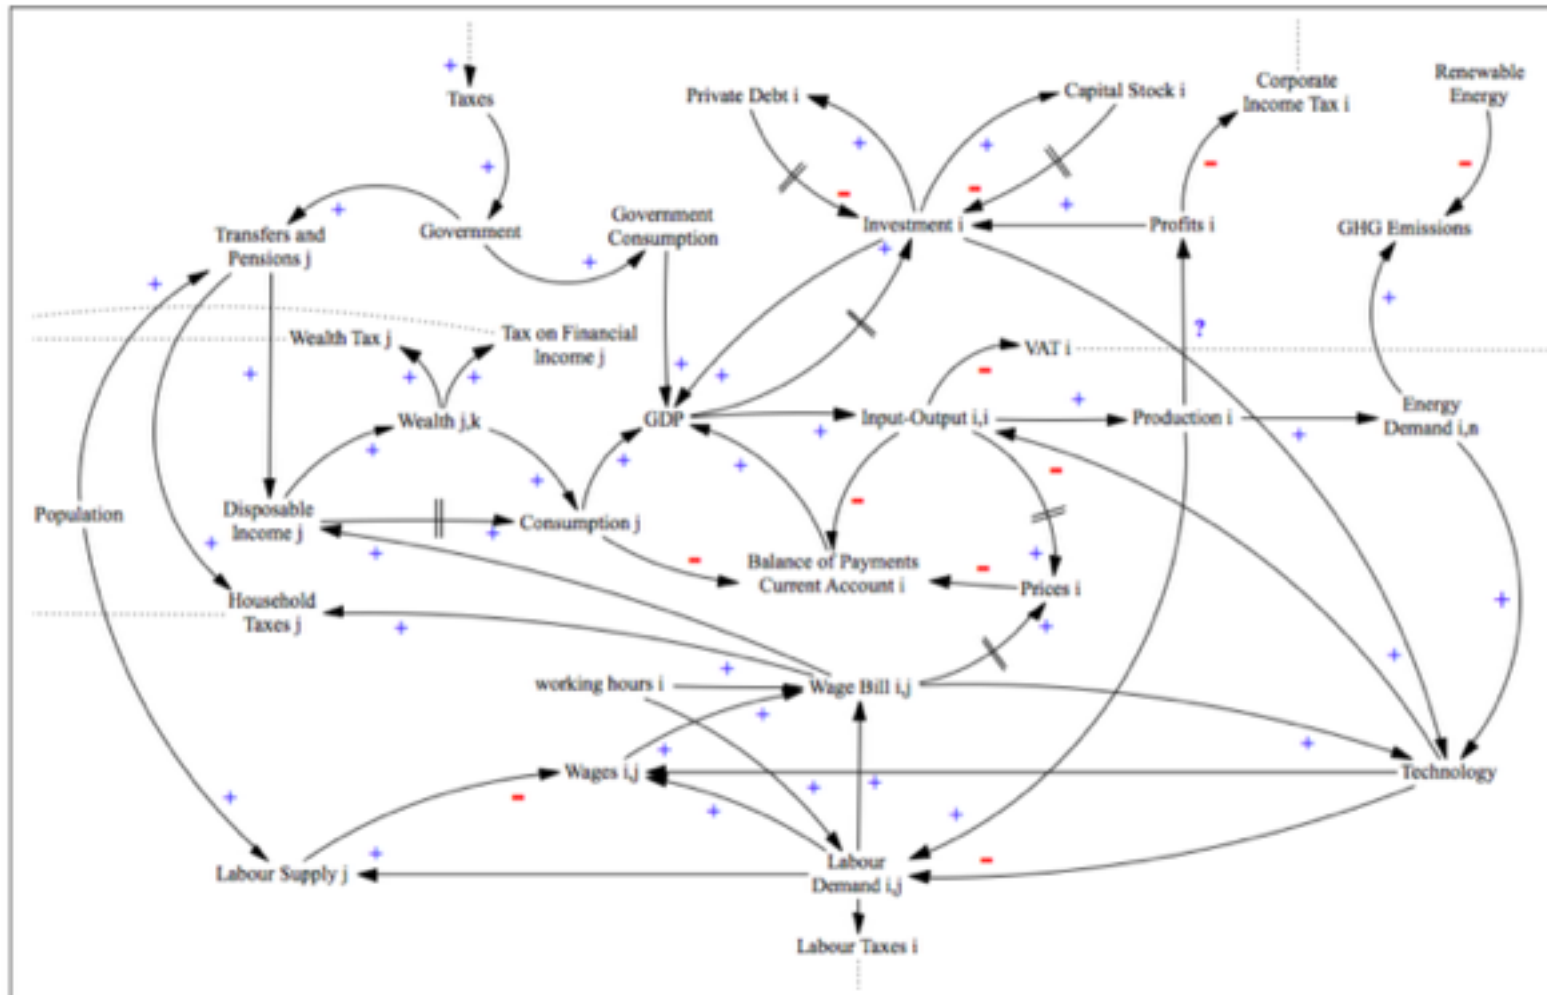 Taxes
Private Debt i
Capital Stock i
Corporate
Income Tax i
Renewable
Energy
Transfers and
Pensions j
Government
Government
Consumption
Investment i
Profits i
GHG Emissions
Wealth Tax j
Tax on Financial
Income j
?
VAT i
Wealth j,k
GDP
Input-Output i,i
Production i
Energy
Demand i,n
Population
Disposable
Income j
Consumption j
Balance of Payments
Current Account i
Prices i
Household
Taxes j
working hours i
Wage Bill i,j
Wages i,j
Technology
Labour Supply j
Labour
Demand i,j
Labour Taxes i